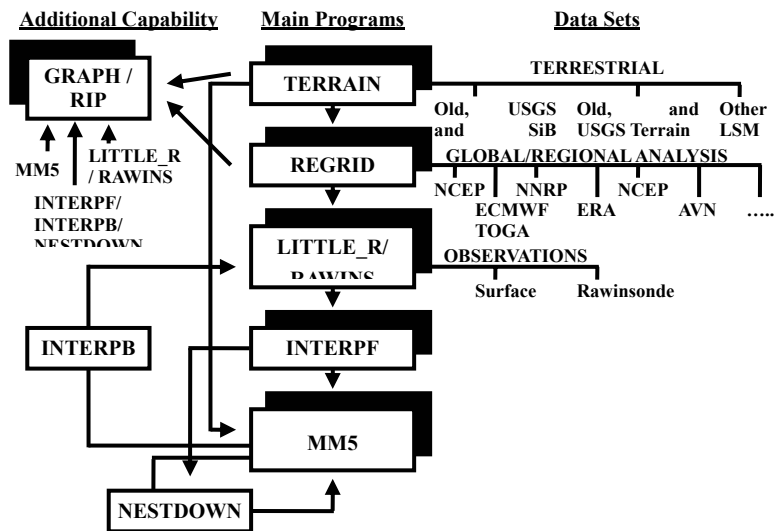 Additional Capability
Main Programs
Data Sets
GRAPH /
RIP
TERRAIN
TERRESTRIAL
Old, USGS Old, and Other
and SiB USGS Terrain LSM
MM5
LITTLE_R
/ RAWINS
INTERPF/
INTERPB/
NESTDOWN
REGRID
GLOBAL/REGIONAL ANALYSIS
NCEP NNRP NCEP
ECMWF ERA AVN …..
TOGA
LITTLE_R/
RAWINS
OBSERVATIONS
Surface Rawinsonde
INTERPB
INTERPF
MM5
NESTDOWN